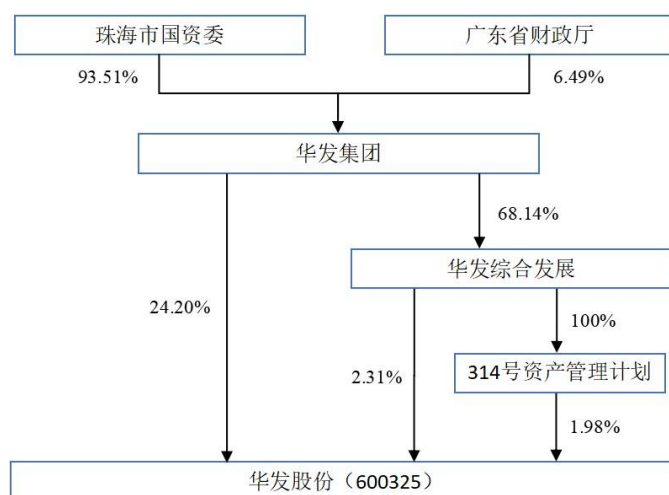 珠海市国资委
广东省财政厅
93.51%
6.49%
华发集团
68.14%
华发综合发展
24.20%
100%
2.31%
314号资产管理计划
1.98%
华发股份（600325）